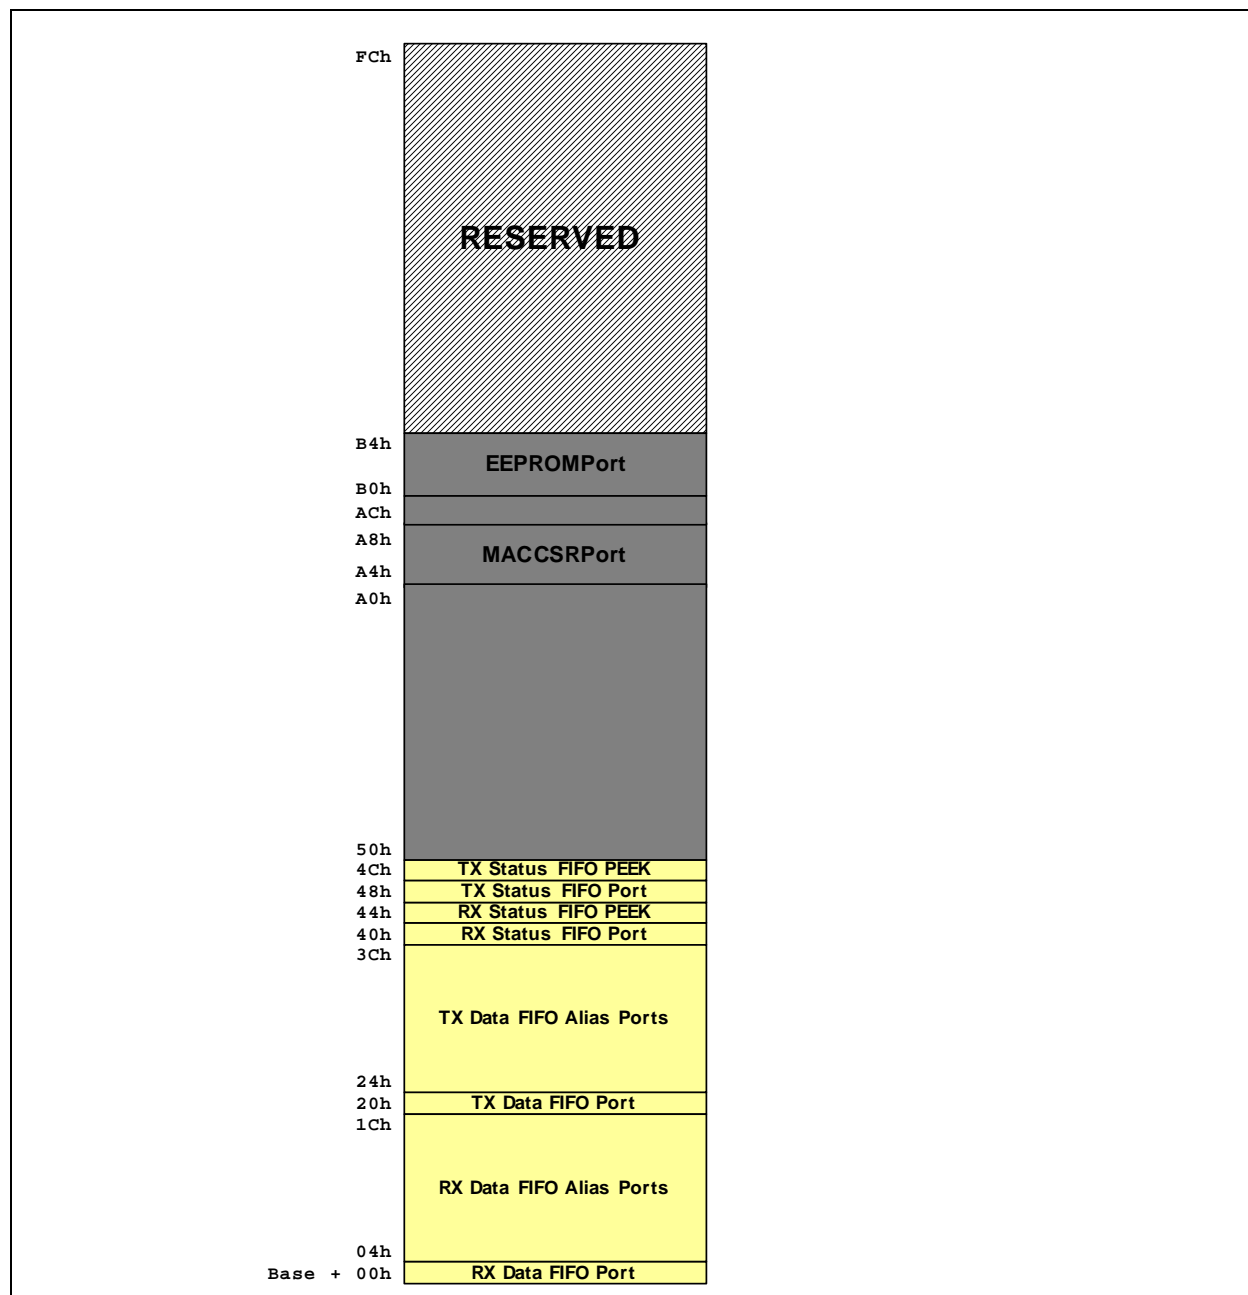 FCh
RESERVED
B4h
EEPROMPort
B0h
ACh
A8h
MACCSRPort
A4h
A0h
50h
4Ch TX Status FIFO PEEK
48h TX Status FIFO Port
44h RX Status FIFO PEEK
40h RX Status FIFO Port
3Ch
TX Data FIFO Alias Ports
24h
20h TX Data FIFO Port
1Ch
RX Data FIFO Alias Ports
04h
Base + 00h RX Data FIFO Port